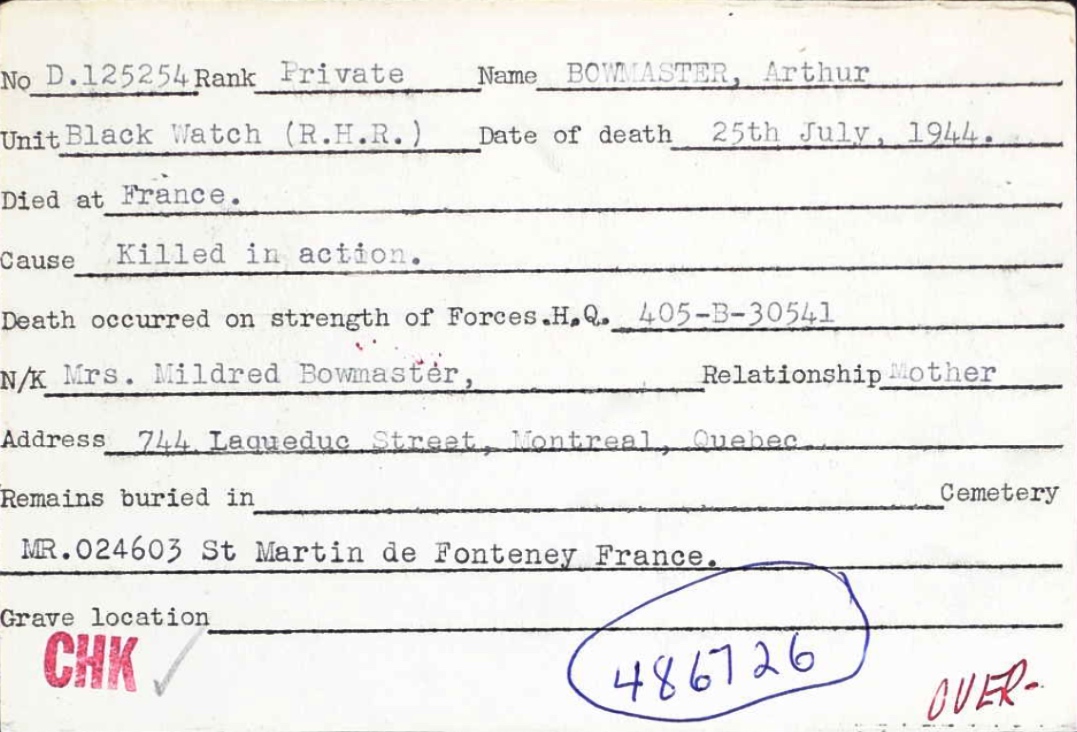 No D.125254 Rank Private Name BOWMASTER, Arthur
Unit Black Watch (R.H.R.) Date of death 25th July, 1944.
Died at France.
Cause Killed in action.
Death occurred on strength of Forces.H.Q. 405-B-30541
N/K Mrs. Mildred Bowmaster, Relationship Mother
Address 744 Laqueduc Street, Montreal, Quebec
Remains buried in Cemetery
MR.024603 St Martin de Fonteney France.
Grave location
CHK
486726
OVER-